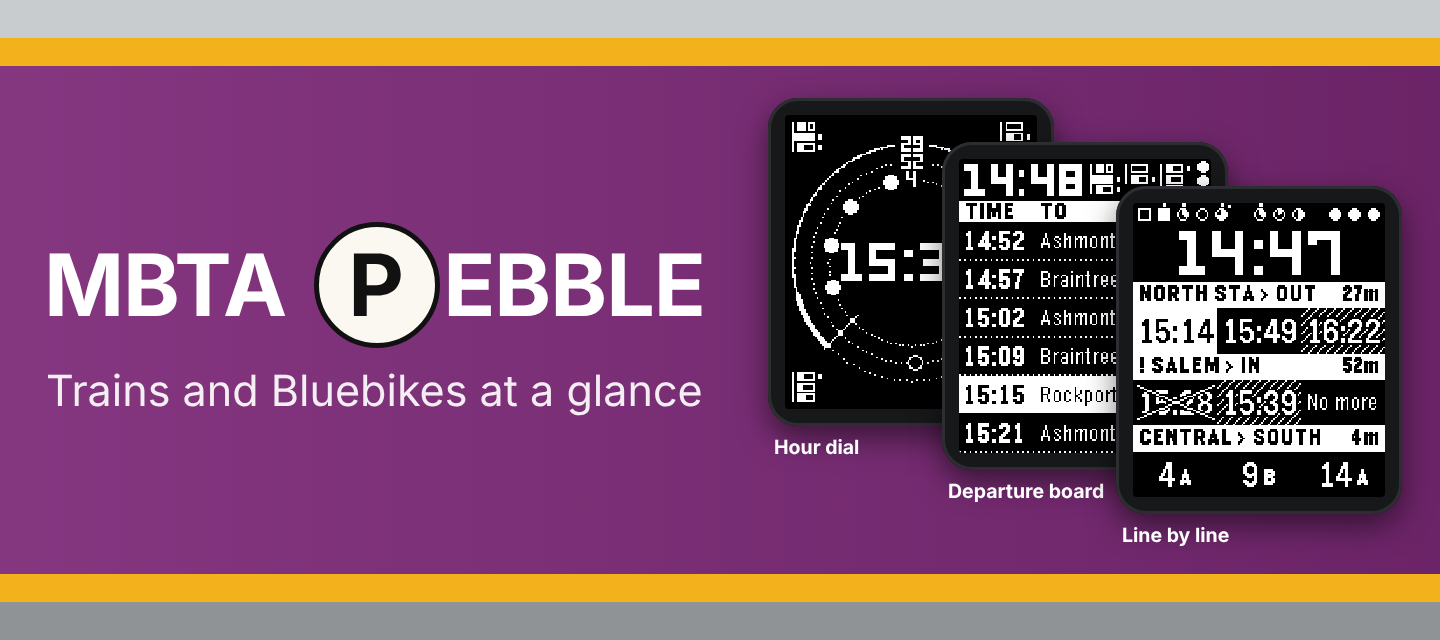 MBTA PEBBLE
Trains and Bluebikes at a glance
29
4
15:3
Hour dial
14:48
TIME TO
14:52 Ashmont
14:57 Braintree
15:02 Ashmont
15:09 Braintree
15:15 Rockport
15:21 Ashmont
Departure board
14:47
NORTH STA > OUT 27m
15:14 15:49 16:22
! SALEM > IN 52m
15:28 15:39 No more
CENTRAL > SOUTH 4m
4A 9B 14A
Line by line